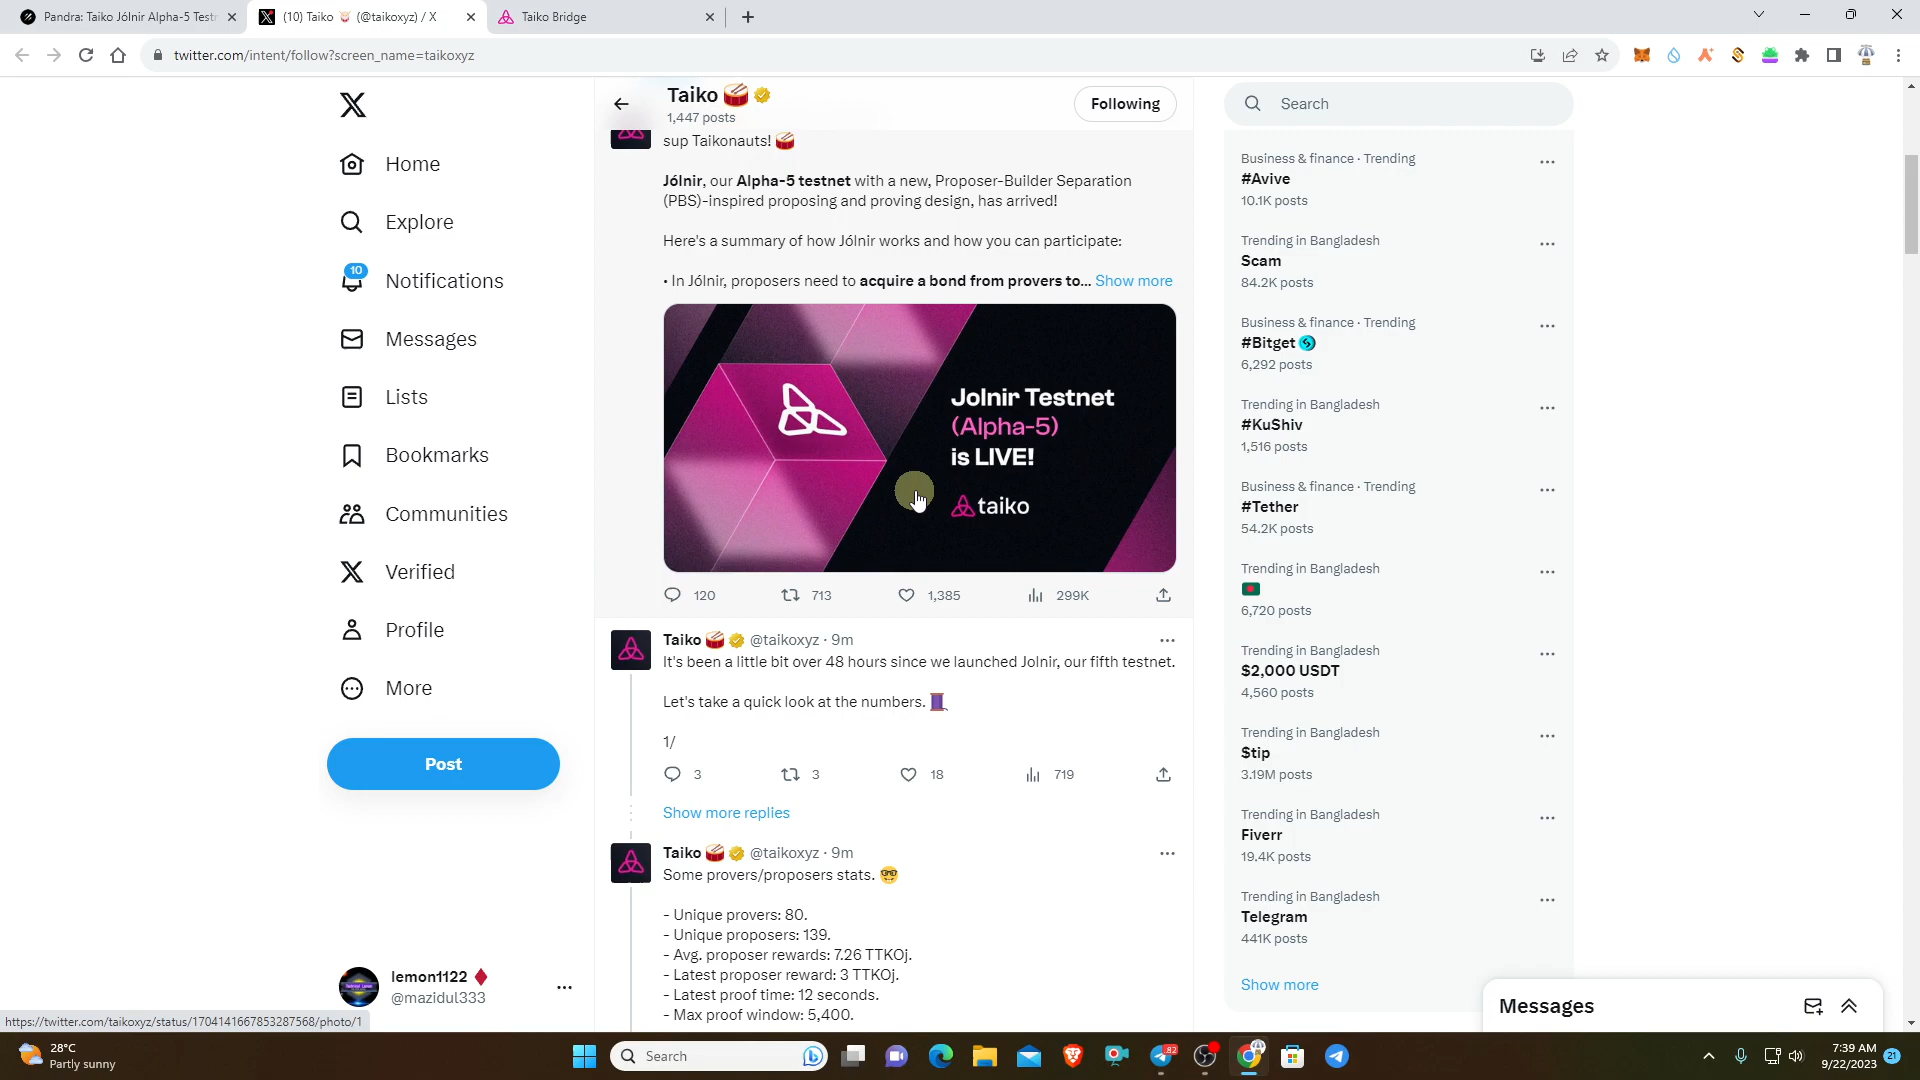 Pandra: Taiko Jólnir Alpha-5 Testn
(10) Taiko 🥁 (@taikoxyz) / X
Taiko Bridge
twitter.com/intent/follow?screen_name=taikoxyz
Home
Explore
10
Notifications
Messages
Lists
Bookmarks
Communities
Verified
Profile
More
Post
lemon1122 ♦
@mazidul333
https://twitter.com/taikoxyz/status/1704141667853287568/photo/1
Taiko 🥁
1,447 posts
Following
sup Taikonauts! 🥁
Jólnir, our Alpha-5 testnet with a new, Proposer-Builder Separation
(PBS)-inspired proposing and proving design, has arrived!
Here's a summary of how Jólnir works and how you can participate:
• In Jólnir, proposers need to acquire a bond from provers to... Show more
Jolnir Testnet
(Alpha-5)
is LIVE!
taiko
120 713 1,385 299K
Taiko 🥁 @taikoxyz · 9m
It's been a little bit over 48 hours since we launched Jolnir, our fifth testnet.
Let's take a quick look at the numbers. 🧵
1/
3 3 18 719
Show more replies
Taiko 🥁 @taikoxyz · 9m
Some provers/proposers stats. 🤓
- Unique provers: 80.
- Unique proposers: 139.
- Avg. proposer rewards: 7.26 TTKOj.
- Latest proposer reward: 3 TTKOj.
- Latest proof time: 12 seconds.
- Max proof window: 5,400.
Search
Business & finance · Trending
#Avive
10.1K posts
Trending in Bangladesh
Scam
84.2K posts
Business & finance · Trending
#Bitget
6,292 posts
Trending in Bangladesh
#KuShiv
1,516 posts
Business & finance · Trending
#Tether
54.2K posts
Trending in Bangladesh
🇧🇩
6,720 posts
Trending in Bangladesh
$2,000 USDT
4,560 posts
Trending in Bangladesh
$tip
3.19M posts
Trending in Bangladesh
Fiverr
19.4K posts
Trending in Bangladesh
Telegram
441K posts
Show more
Messages
28°C
Partly sunny
Search
82
7:39 AM
9/22/2023
21